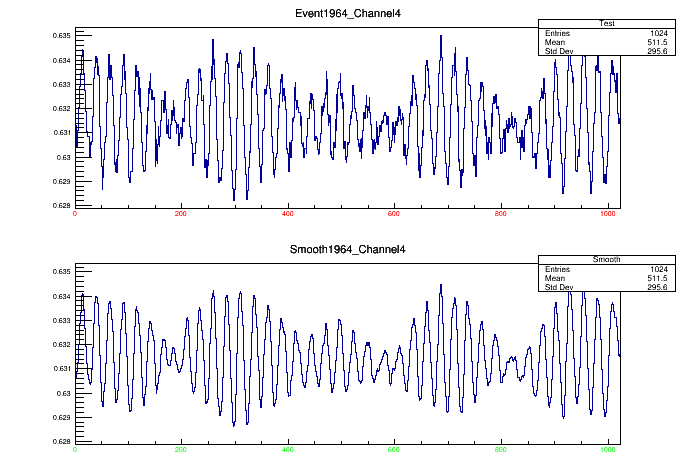 Event1964_Channel4
Test
Entries 1024
Mean 511.5
Std Dev 295.6
0.635
0.634
0.633
0.632
0.631
0.63
0.629
0.628
0 200 400 600 800 1000
Smooth1964_Channel4
Smooth
Entries 1024
Mean 511.5
Std Dev 295.6
0.635
0.634
0.633
0.632
0.631
0.63
0.629
0.628
0 200 400 600 800 1000